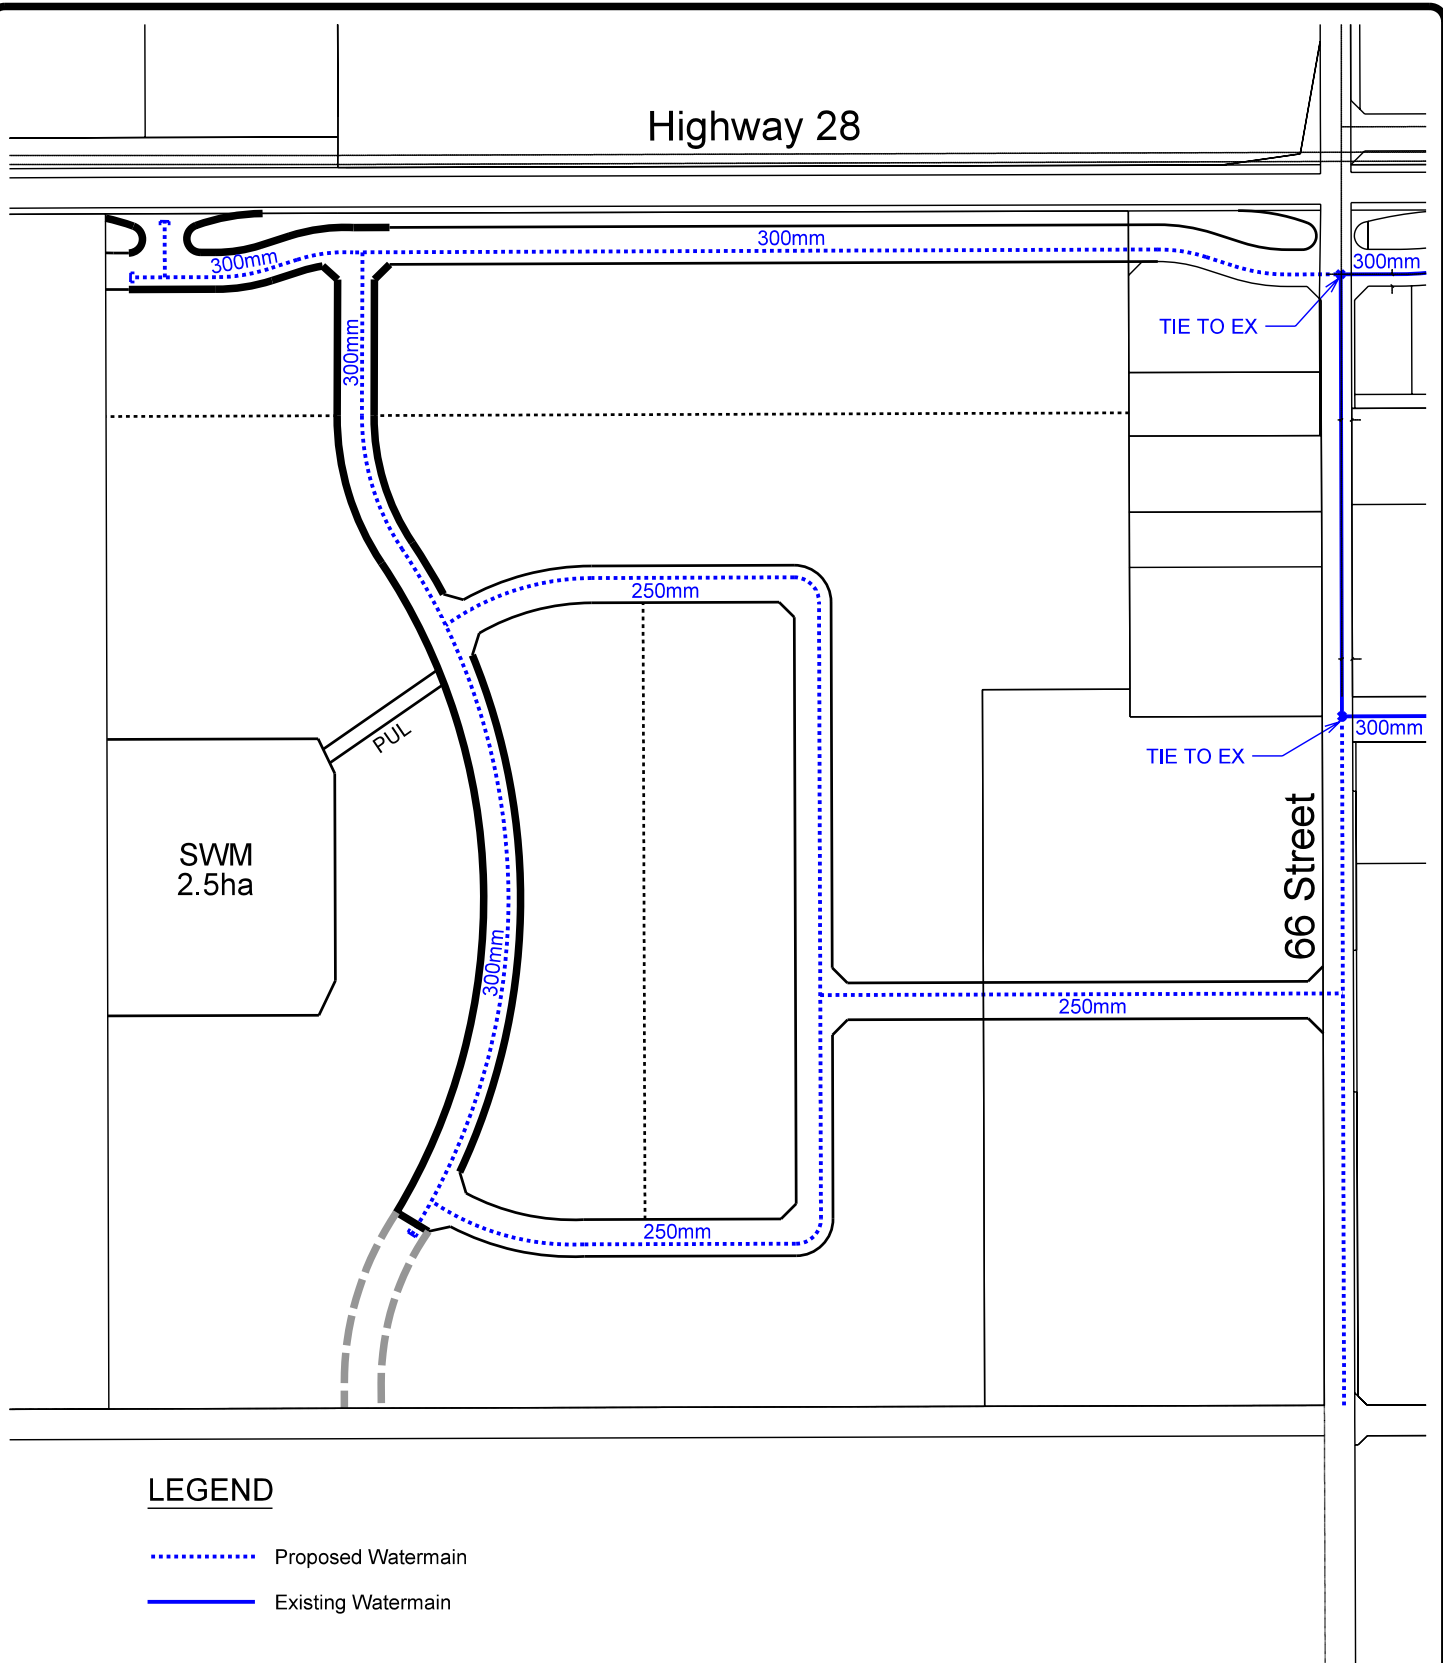 Highway 28
300mm
300mm
300mm
TIE TO EX
300mm
250mm
PUL
300mm
TIE TO EX
66 Street
SWM
2.5ha
300mm
250mm
250mm
LEGEND
Proposed Watermain
Existing Watermain